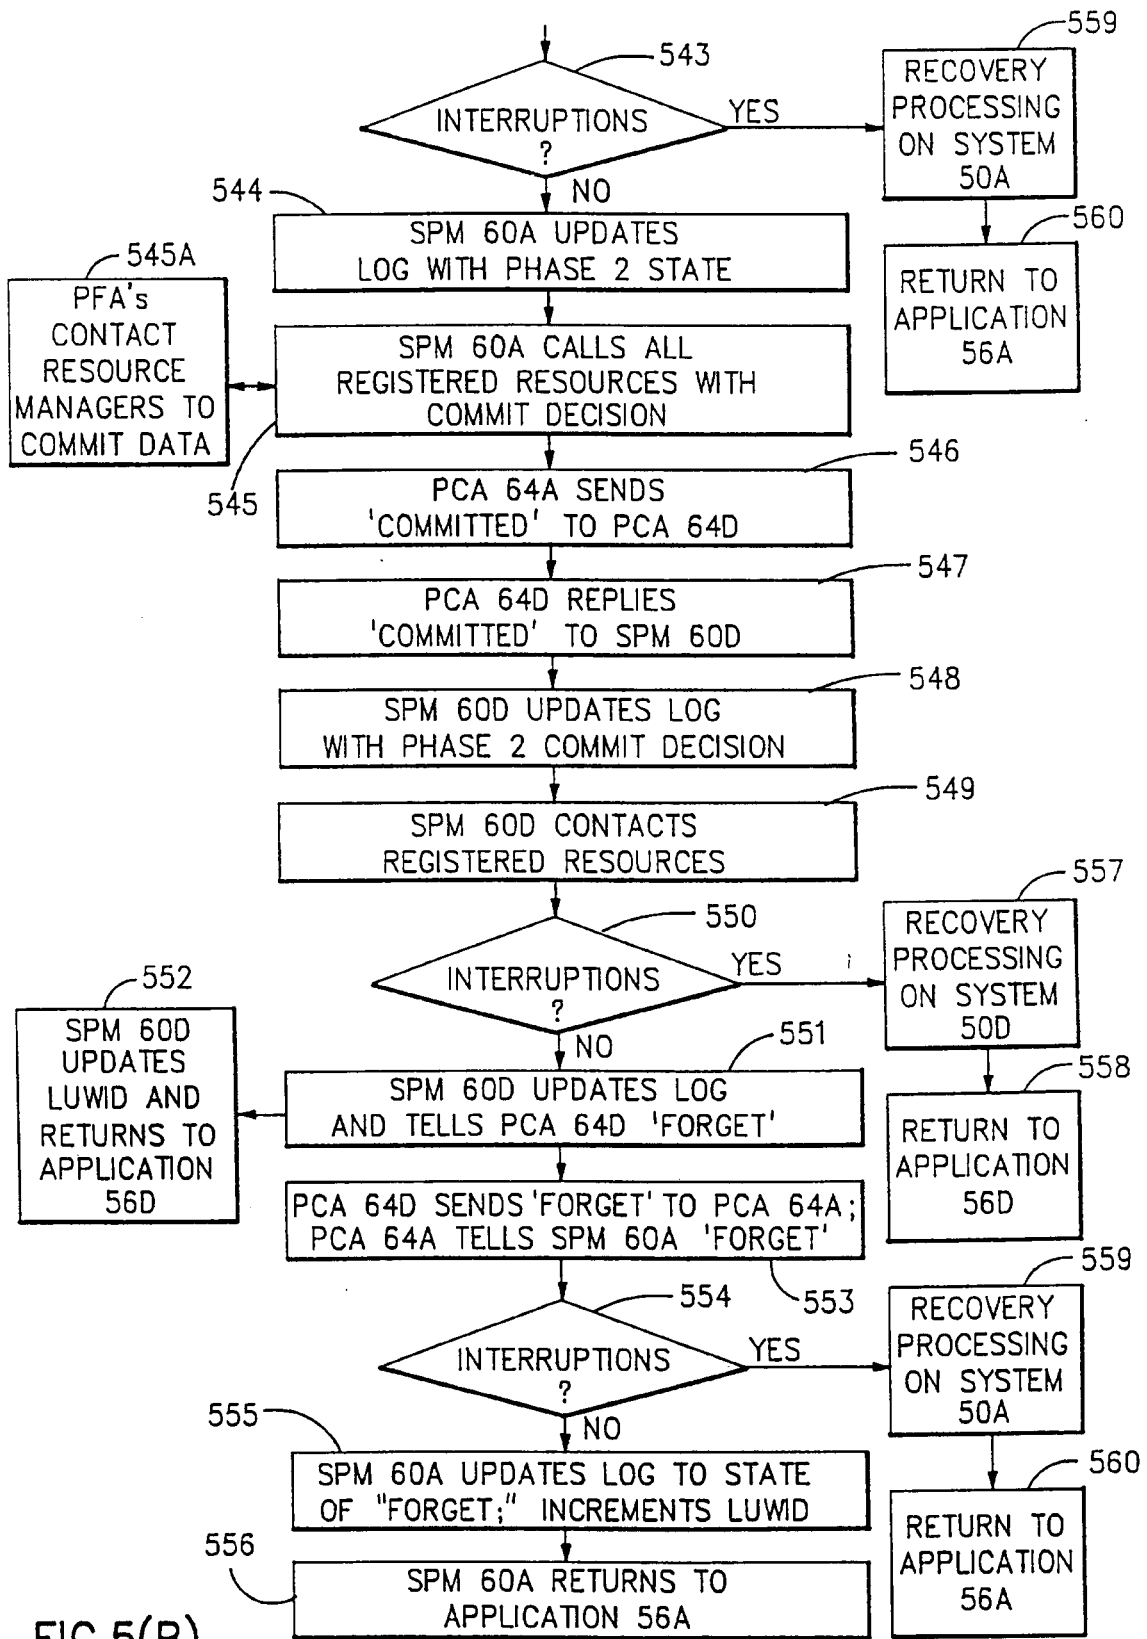 543
INTERRUPTIONS
?
YES
NO
559
RECOVERY
PROCESSING
ON SYSTEM
50A
560
RETURN TO
APPLICATION
56A
544
SPM 60A UPDATES
LOG WITH PHASE 2 STATE
545A
PFA's
CONTACT
RESOURCE
MANAGERS TO
COMMIT DATA
SPM 60A CALLS ALL
REGISTERED RESOURCES WITH
COMMIT DECISION
545
546
PCA 64A SENDS
'COMMITTED' TO PCA 64D
547
PCA 64D REPLIES
'COMMITTED' TO SPM 60D
548
SPM 60D UPDATES LOG
WITH PHASE 2 COMMIT DECISION
549
SPM 60D CONTACTS
REGISTERED RESOURCES
550
INTERRUPTIONS
?
YES
NO
557
RECOVERY
PROCESSING
ON SYSTEM
50D
558
RETURN TO
APPLICATION
56D
551
SPM 60D UPDATES LOG
AND TELLS PCA 64D 'FORGET'
552
SPM 60D
UPDATES
LUWID AND
RETURNS TO
APPLICATION
56D
PCA 64D SENDS 'FORGET' TO PCA 64A;
PCA 64A TELLS SPM 60A 'FORGET'
553
554
INTERRUPTIONS
?
YES
NO
559
RECOVERY
PROCESSING
ON SYSTEM
50A
560
RETURN TO
APPLICATION
56A
555
SPM 60A UPDATES LOG TO STATE
OF "FORGET;" INCREMENTS LUWID
556
SPM 60A RETURNS TO
APPLICATION 56A
FIG.5(B)